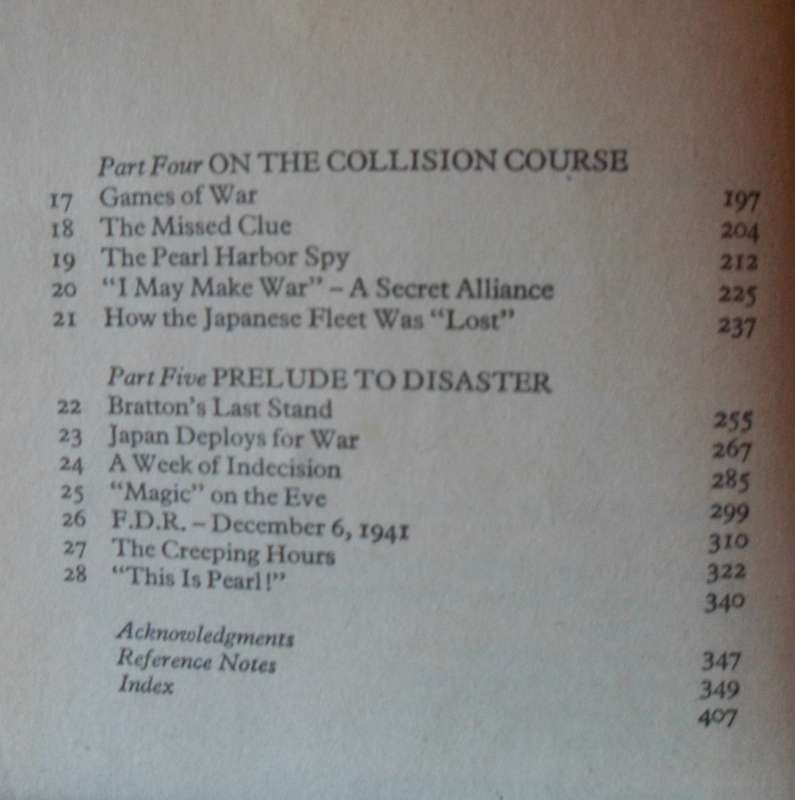 Part Four ON THE COLLISION COURSE
17 Games of War 197
18 The Missed Clue 204
19 The Pearl Harbor Spy 212
20 “I May Make War” – A Secret Alliance 225
21 How the Japanese Fleet Was “Lost” 237
Part Five PRELUDE TO DISASTER
22 Bratton's Last Stand 255
23 Japan Deploys for War 267
24 A Week of Indecision 285
25 “Magic” on the Eve 299
26 F.D.R. – December 6, 1941 310
27 The Creeping Hours 322
28 “This Is Pearl!” 340
Acknowledgments 347
Reference Notes 349
Index 407